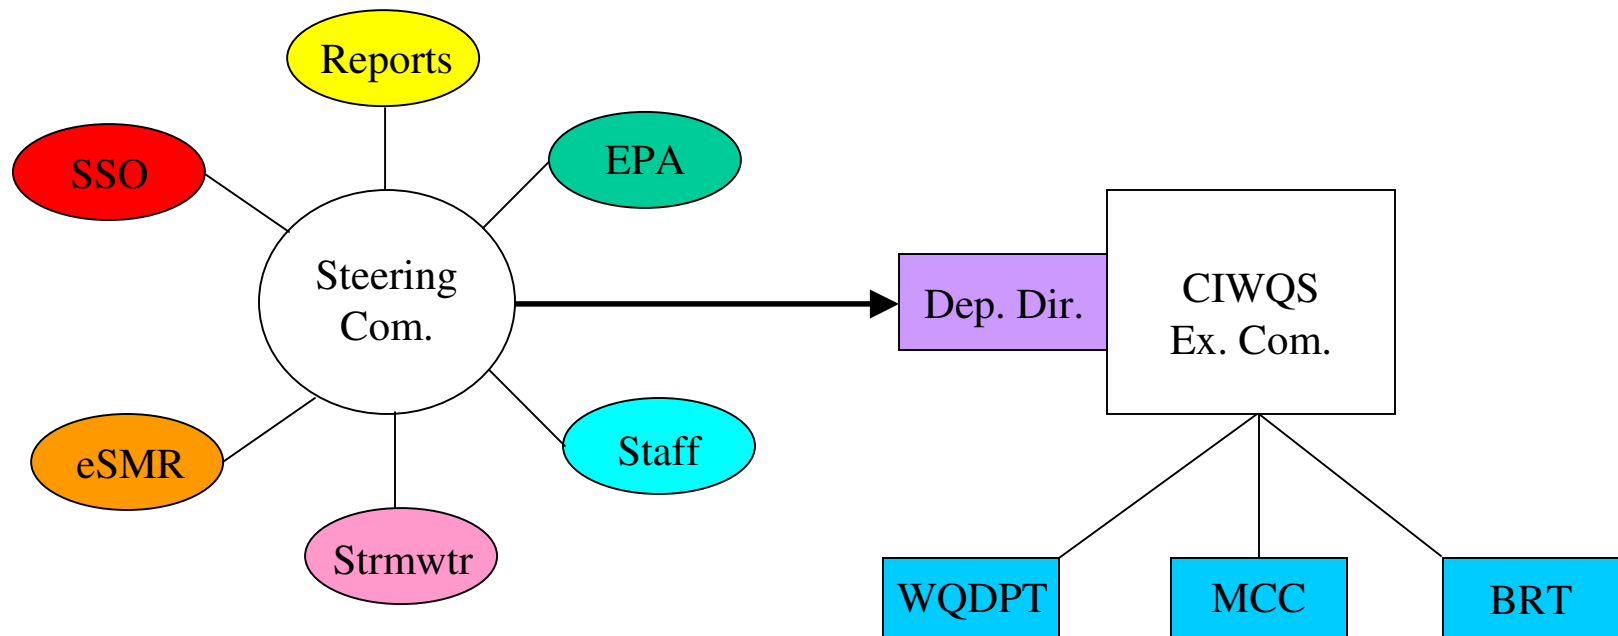 Reports
SSO
EPA
Steering
Com.
Dep. Dir.
CIWQS
Ex. Com.
eSMR
Staff
Strmwtr
WQDPT
MCC
BRT